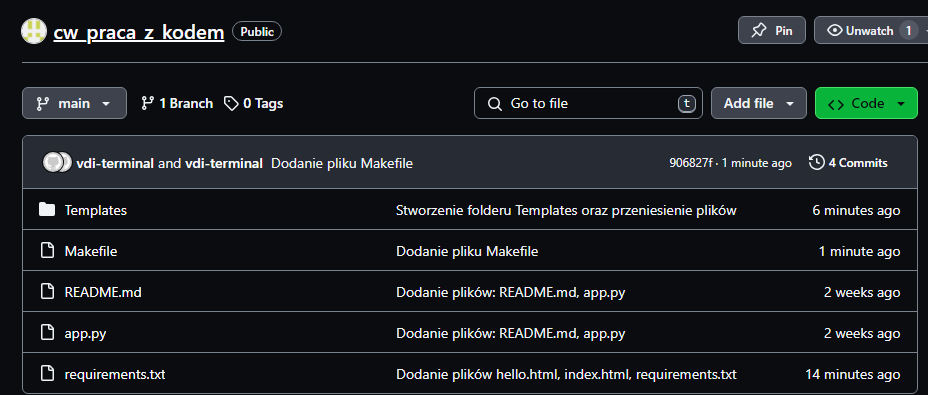 cw_praca_z_kodem Public Pin Unwatch 1
main 1 Branch 0 Tags Go to file t Add file Code
vdi-terminal and vdi-terminal Dodanie pliku Makefile 906827f · 1 minute ago 4 Commits
Templates Stworzenie folderu Templates oraz przeniesienie plików 6 minutes ago
Makefile Dodanie pliku Makefile 1 minute ago
README.md Dodanie plików: README.md, app.py 2 weeks ago
app.py Dodanie plików: README.md, app.py 2 weeks ago
requirements.txt Dodanie plików hello.html, index.html, requirements.txt 14 minutes ago